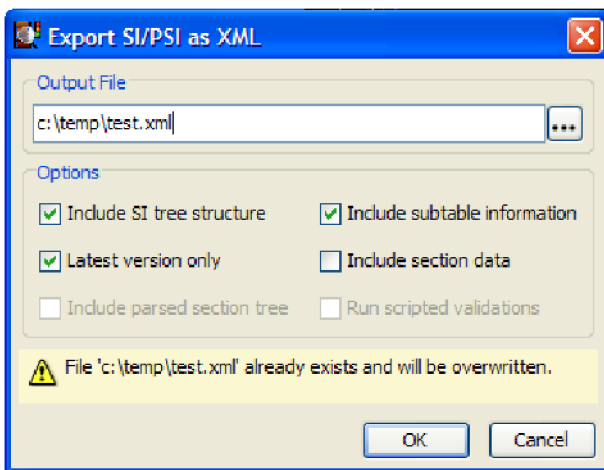 Export SI/PSI as XML
Output File
c:\temp\test.xml
...
Options
Include SI tree structure
Include subtable information
Latest version only
Include section data
Include parsed section tree
Run scripted validations
File 'c:\temp\test.xml' already exists and will be overwritten.
OK
Cancel